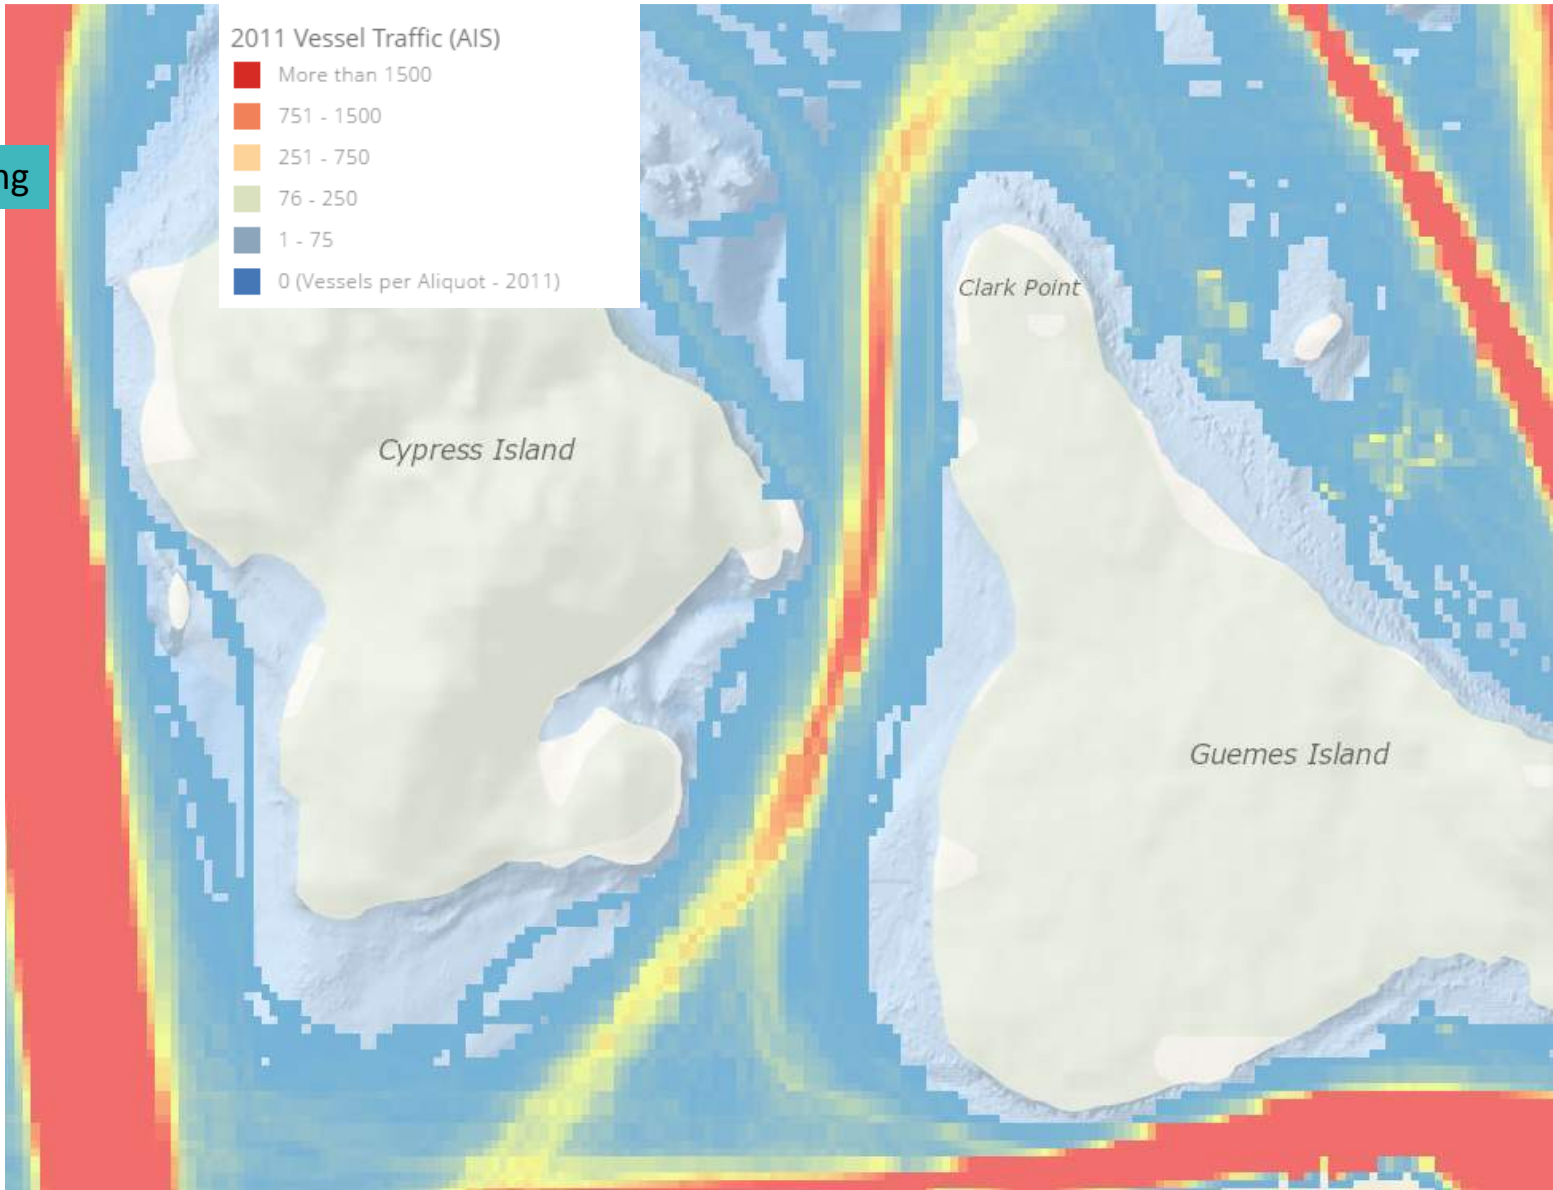 2011 Vessel Traffic (AIS)
More than 1500
751 - 1500
251 - 750
76 - 250
1 - 75
0 (Vessels per Aliquot - 2011)
ng
Clark Point
Cypress Island
Guemes Island